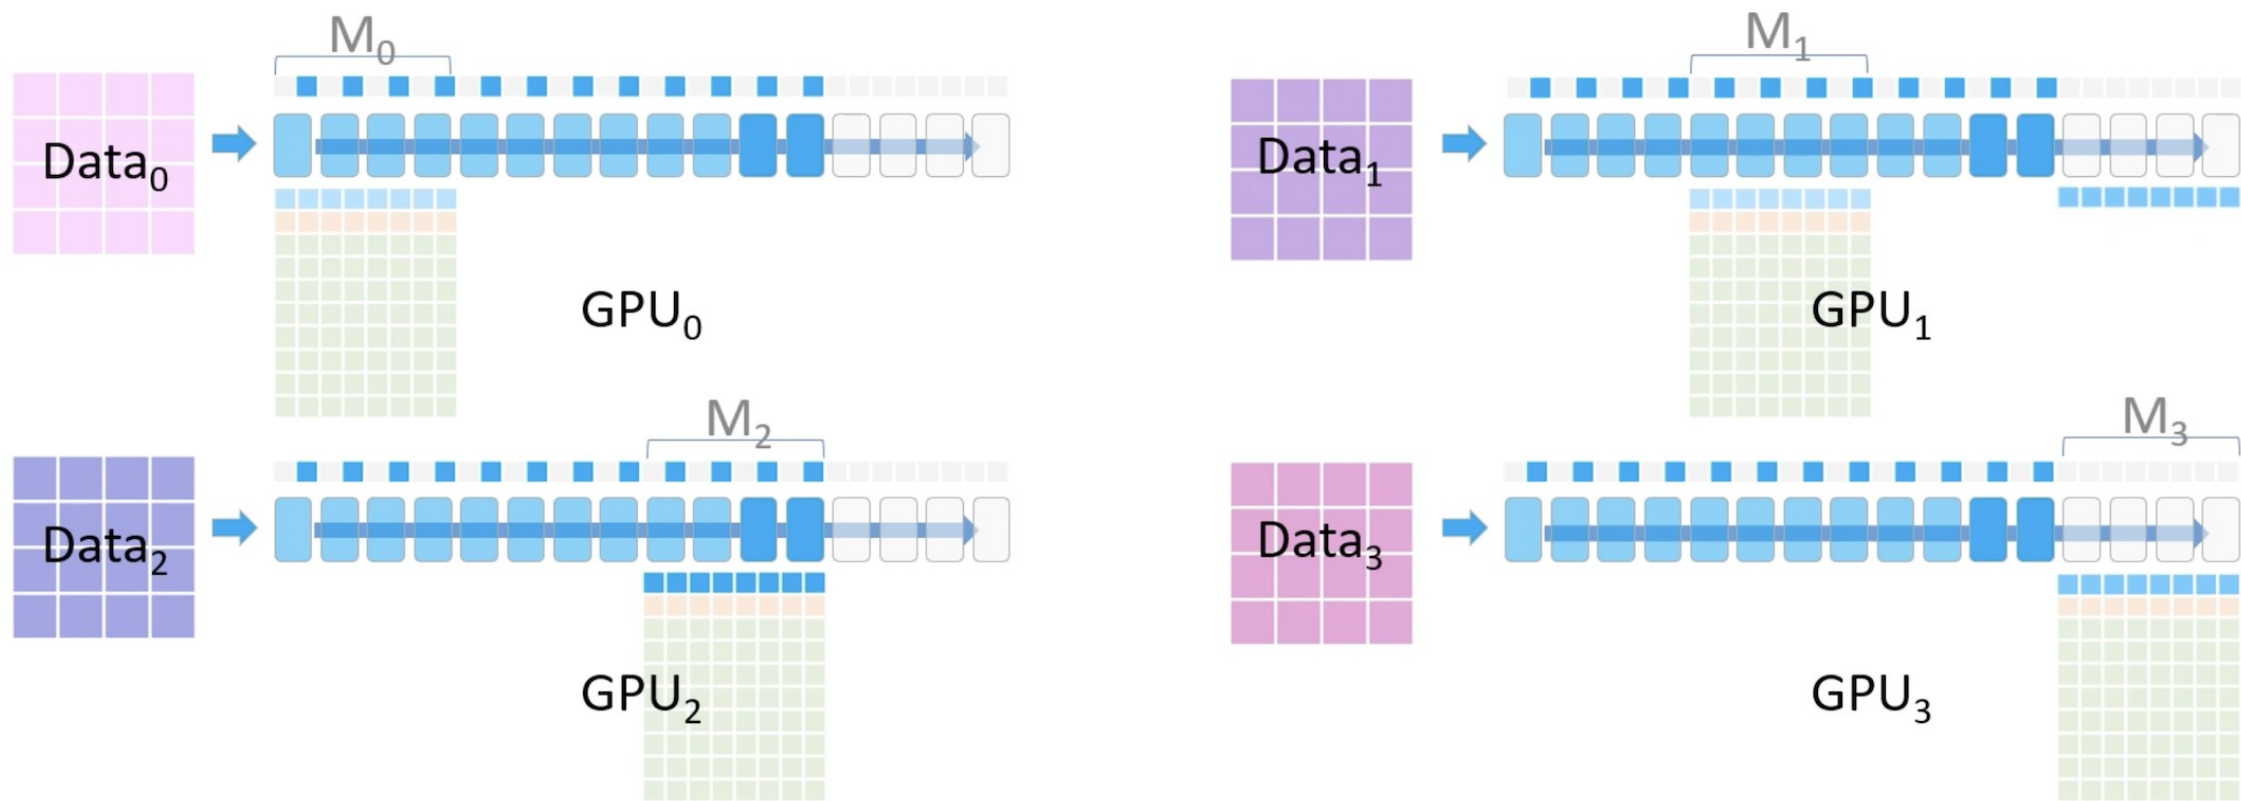 M₀
Data₀
GPU₀
M₁
Data₁
GPU₁
M₂
Data₂
GPU₂
M₃
Data₃
GPU₃